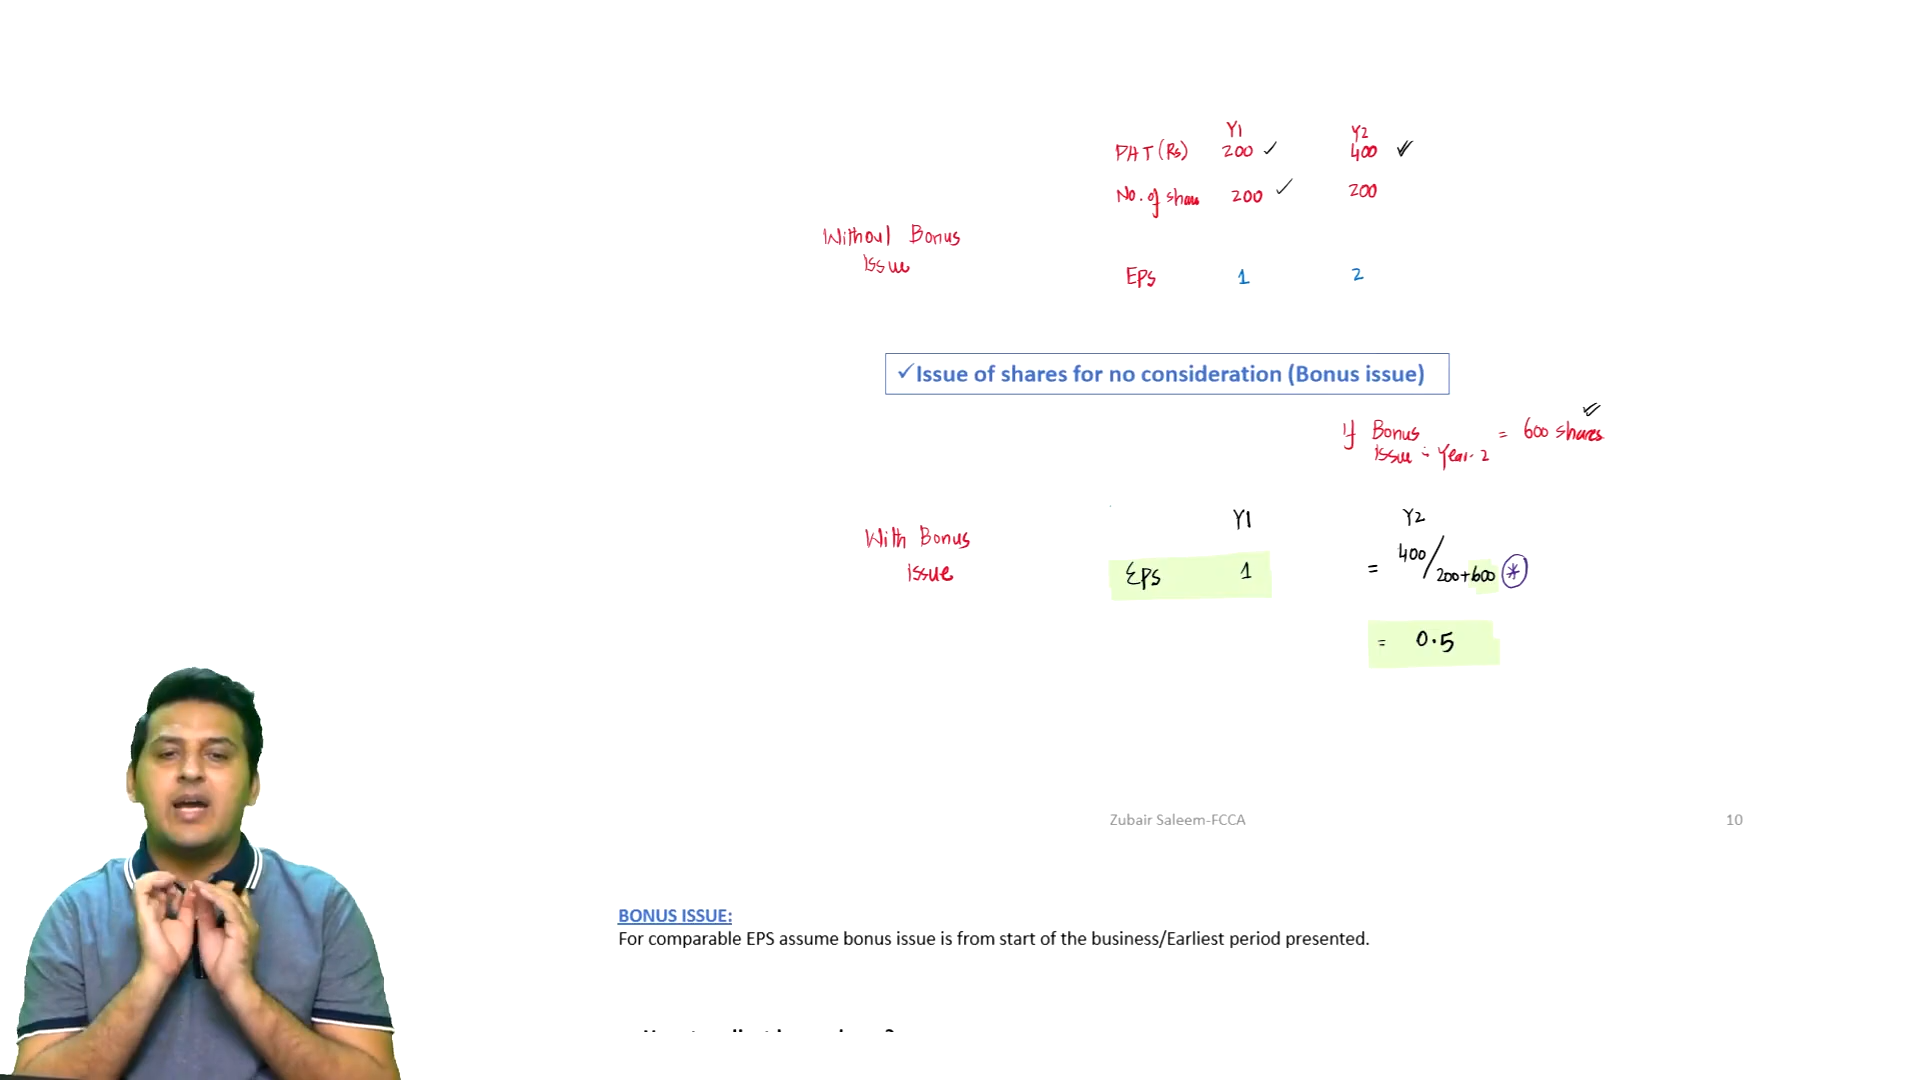 Y1 Y2
PAT (Rs) 200 ✓ 400 ✓
No. of share 200 ✓ 200
Without Bonus
Issue
EPS 1 2
✓Issue of shares for no consideration (Bonus issue)
If Bonus = 600 shares
issue - Year-2
Y1 Y2
With Bonus
issue
EPS 1 = 400/200+600 *
= 0.5
Zubair Saleem-FCCA 10
BONUS ISSUE:
For comparable EPS assume bonus issue is from start of the business/Earliest period presented.